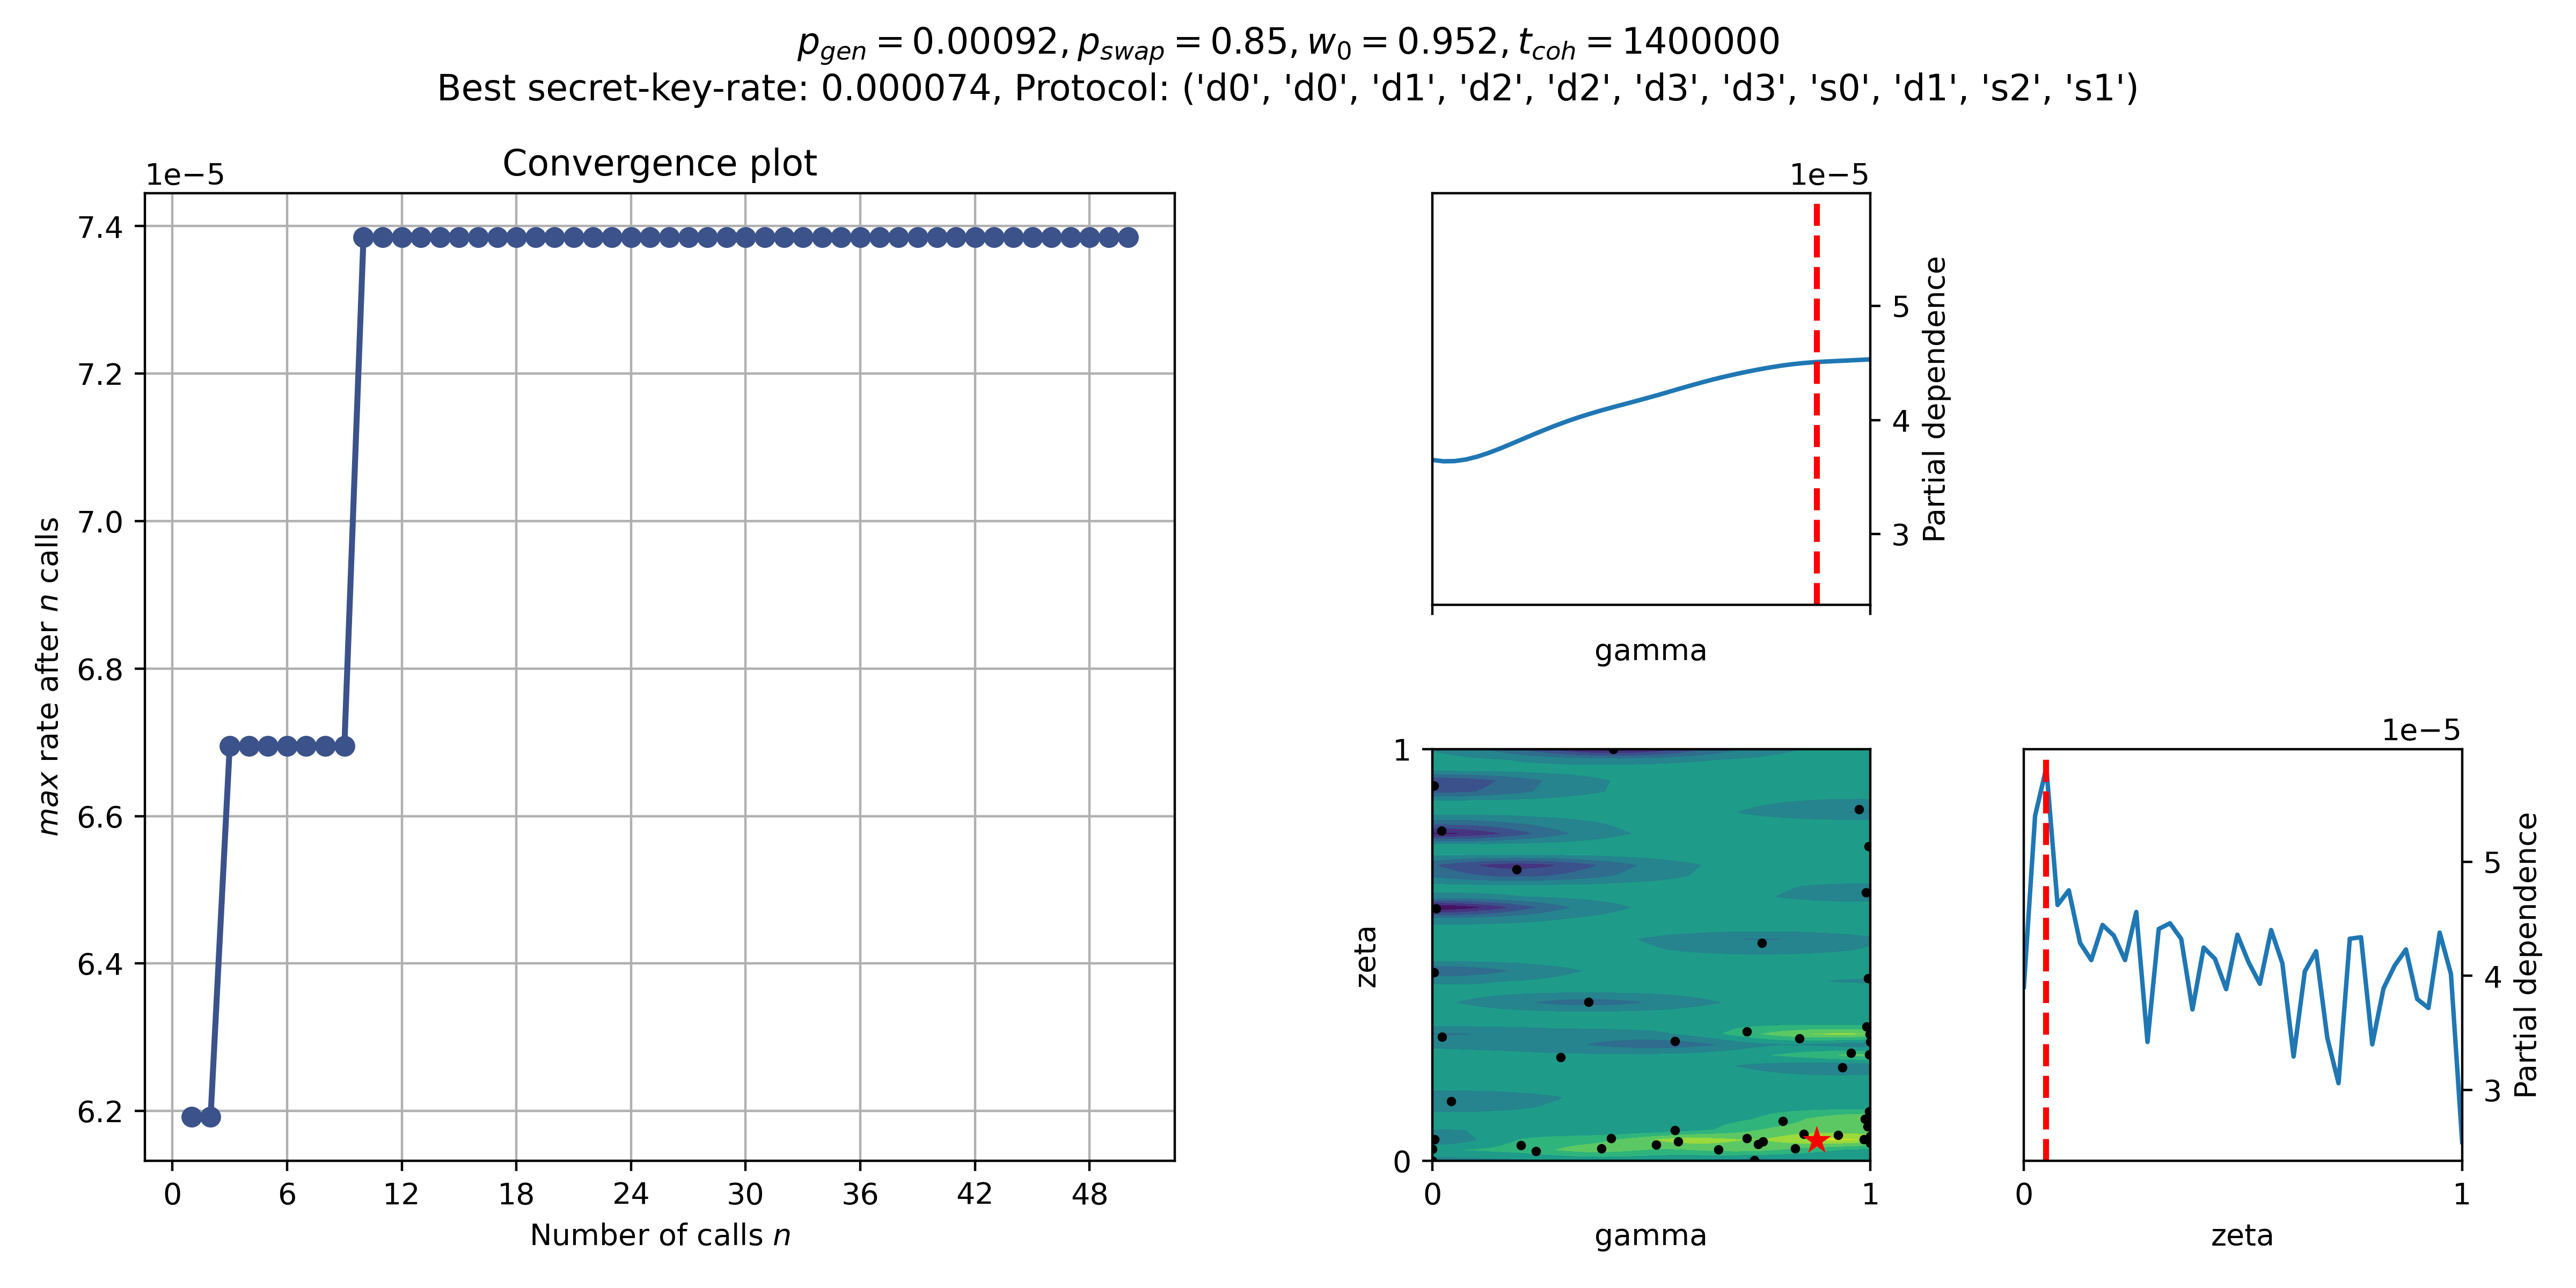 p_gen = 0.00092, p_swap = 0.85, w_0 = 0.952, t_coh = 1400000
Best secret-key-rate: 0.000074, Protocol: ('d0', 'd0', 'd1', 'd2', 'd2', 'd3', 'd3', 's0', 'd1', 's2', 's1')
Convergence plot
1e−5
7.4
7.2
7.0
6.8
6.6
6.4
6.2
max rate after n calls
0 6 12 18 24 30 36 42 48
Number of calls n
1e−5
5
4
3
Partial dependence
gamma
1
0
zeta
0 1
gamma
1e−5
5
4
3
Partial dependence
0 1
zeta